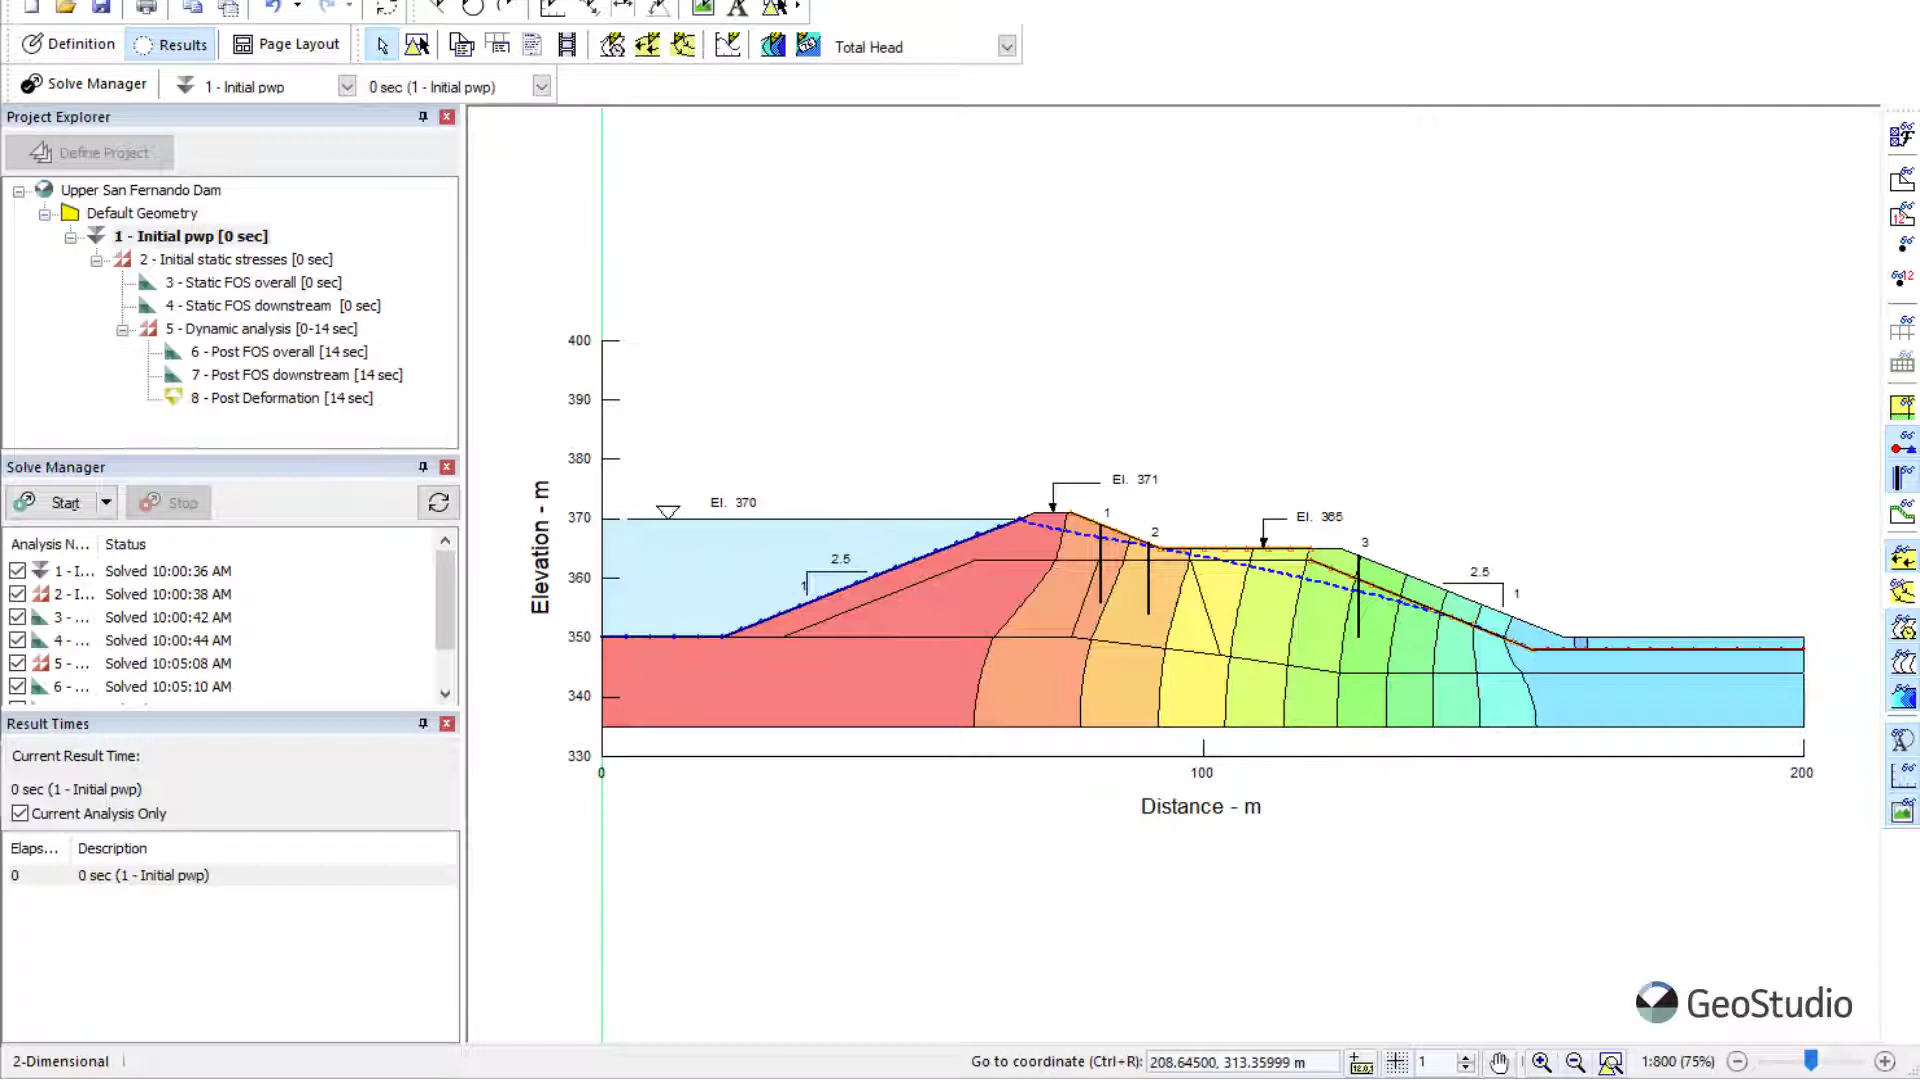 Definition
Results
Page Layout
Total Head
Solve Manager
1 - Initial pwp
0 sec (1 - Initial pwp)
Project Explorer
Define Project
Upper San Fernando Dam
Default Geometry
1 - Initial pwp [0 sec]
2 - Initial static stresses [0 sec]
3 - Static FOS overall [0 sec]
4 - Static FOS downstream [0 sec]
5 - Dynamic analysis [0-14 sec]
6 - Post FOS overall [14 sec]
7 - Post FOS downstream [14 sec]
8 - Post Deformation [14 sec]
Solve Manager
Start
Stop
Analysis N... Status
1 - I... Solved 10:00:36 AM
2 - I... Solved 10:00:38 AM
3 - ... Solved 10:00:42 AM
4 - ... Solved 10:00:44 AM
5 - ... Solved 10:05:08 AM
6 - ... Solved 10:05:10 AM
Result Times
Current Result Time:
0 sec (1 - Initial pwp)
Current Analysis Only
Elaps... Description
0 0 sec (1 - Initial pwp)
400
390
380
370
360
350
340
330
Elevation - m
0
100
200
Distance - m
El. 370
El. 371
El. 365
2.5
1
1
2
3
2.5
1
12
12
GeoStudio
2-Dimensional
Go to coordinate (Ctrl+R):
208.64500, 313.35999 m
1
1:800 (75%)